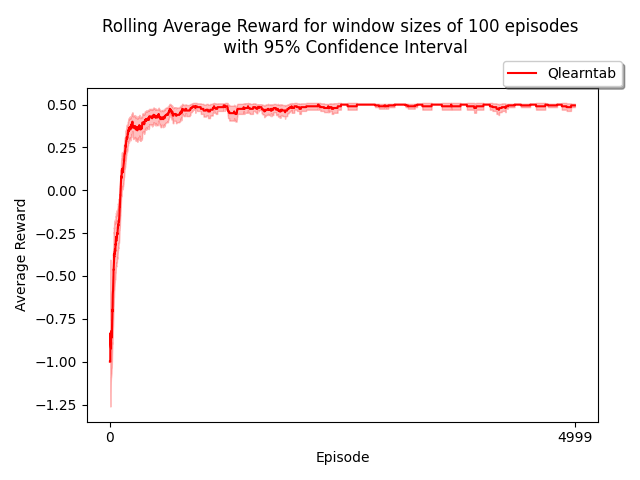 Rolling Average Reward for window sizes of 100 episodes
with 95% Confidence Interval
Qlearntab
0.50
0.25
0.00
−0.25
−0.50
−0.75
−1.00
−1.25
Average Reward
0
4999
Episode